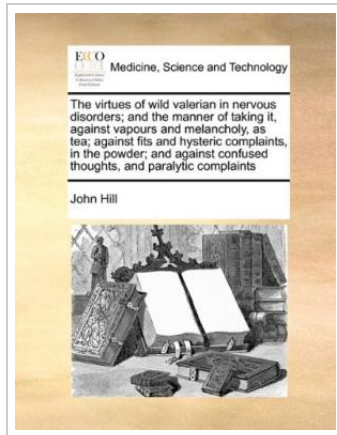 ECCO
Medicine, Science and Technology
The virtues of wild valerian in nervous
disorders; and the manner of taking it,
against vapours and melancholy, as
tea; against fits and hysteric complaints,
in the powder; and against confused
thoughts, and paralytic complaints
John Hill